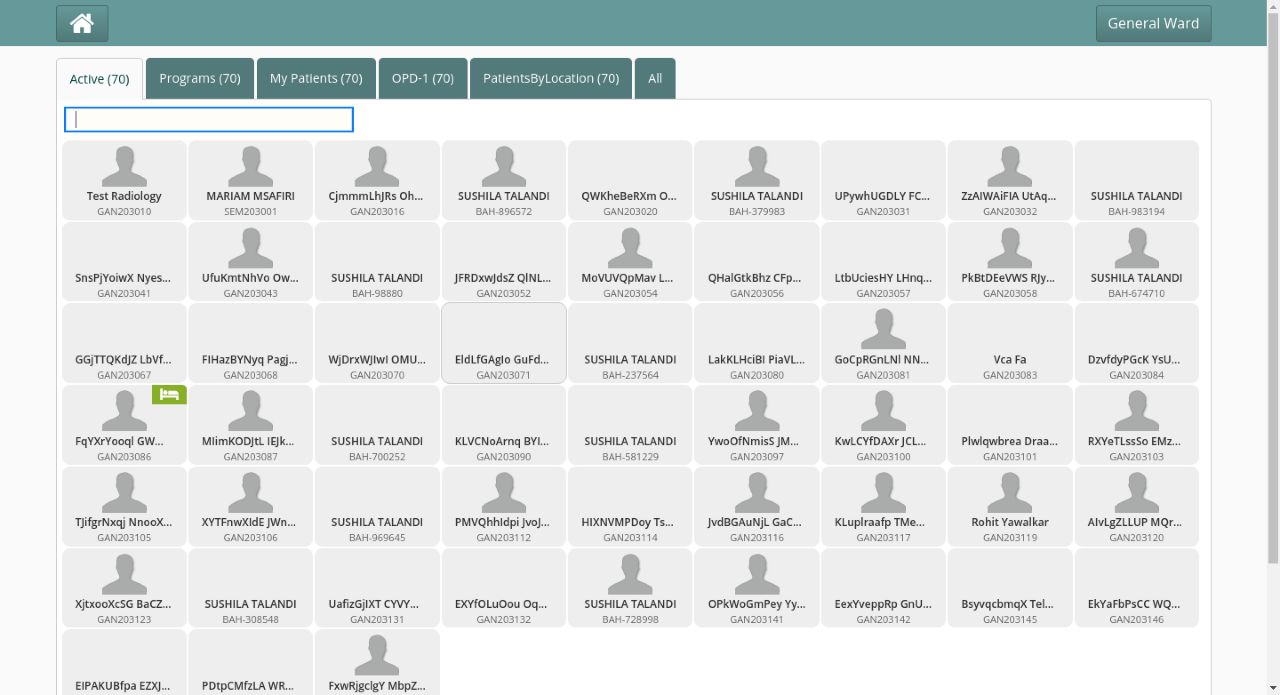 General Ward
Active (70)
Programs (70)
My Patients (70)
OPD-1 (70)
PatientsByLocation (70)
All
Test Radiology
GAN203010
MARIAM MSAFIRI
SEM203001
CjmmmLhJRs Oh...
GAN203016
SUSHILA TALANDI
BAH-896572
QWKheBeRXm O...
GAN203020
SUSHILA TALANDI
BAH-379983
UPywhUGDLY FC...
GAN203031
ZzAIWAiFIA UtAq...
GAN203032
SUSHILA TALANDI
BAH-983194
SnsPjYoiwX Nyes...
GAN203041
UfuKmtNhVo Ow...
GAN203043
SUSHILA TALANDI
BAH-98880
JFRDxwJdsZ QlNL...
GAN203052
MoVUVQpMav L...
GAN203054
QHalGtkBhz CFp...
GAN203056
LtbUciesHY LHnq...
GAN203057
PkBtDEeVWS RJy...
GAN203058
SUSHILA TALANDI
BAH-674710
GGjTTQKdJZ LbVf...
GAN203067
FIHazBYNyq Pagj...
GAN203068
WjDrxWJIwI OMU...
GAN203070
EldLfGAgIo GuFd...
GAN203071
SUSHILA TALANDI
BAH-237564
LakKLHciBI PiaVL...
GAN203080
GoCpRGnLNl NN...
GAN203081
Vca Fa
GAN203083
DzvfdyPGcK YsU...
GAN203084
FqYXrYooql GW...
GAN203086
MIimKODJtL IEJk...
GAN203087
SUSHILA TALANDI
BAH-700252
KLVCNoArnq BYI...
GAN203090
SUSHILA TALANDI
BAH-581229
YwoOfNmisS JM...
GAN203097
KwLCYfDAXr JCL...
GAN203100
Plwlqwbrea Draa...
GAN203101
RXYeTLssSo EMz...
GAN203103
TJifgrNxqj NnooX...
GAN203105
XYTFnwXIdE JWn...
GAN203106
SUSHILA TALANDI
BAH-969645
PMVQhhIdpi JvoJ...
GAN203112
HIXNVMPDoy Ts...
GAN203114
JvdBGAuNjL GaC...
GAN203116
KLuplraafp TMe...
GAN203117
Rohit Yawalkar
GAN203119
AIvLgZLLUP MQr...
GAN203120
XjtxooXcSG BaCZ...
GAN203123
SUSHILA TALANDI
BAH-308548
UafizGjIXT CYVY...
GAN203131
EXYfOLuOou Oq...
GAN203132
SUSHILA TALANDI
BAH-728998
OPkWoGmPey Yy...
GAN203141
EexYveppRp GnU...
GAN203142
BsyvqcbmqX Tel...
GAN203145
EkYaFbPsCC WQ...
GAN203146
EIPAKUBfpa EZXJ...
PDtpCMfzLA WR...
FxwRjgclgY MbpZ...